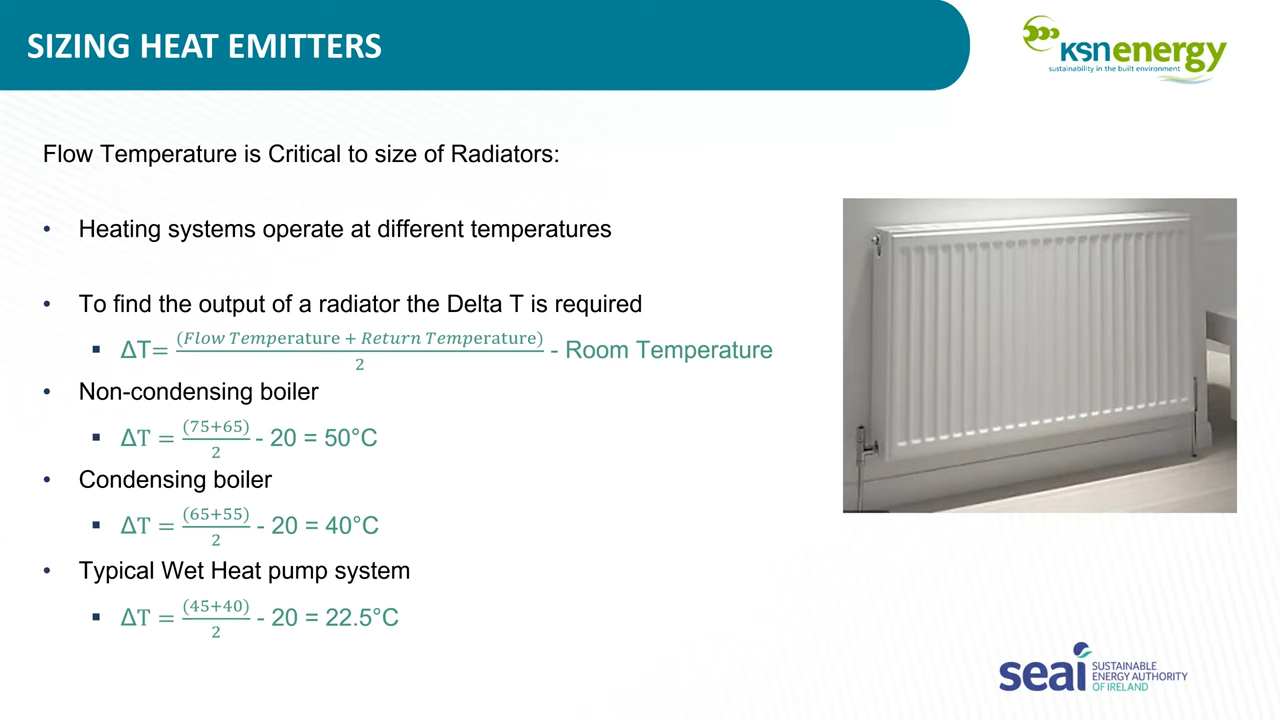 SIZING HEAT EMITTERS
KSNenergy
sustainability in the built environment
Flow Temperature is Critical to size of Radiators:
• Heating systems operate at different temperatures
• To find the output of a radiator the Delta T is required
▪ ΔT= (Flow Temperature + Return Temperature)/2 - Room Temperature
• Non-condensing boiler
▪ ΔT = (75+65)/2 - 20 = 50°C
• Condensing boiler
▪ ΔT = (65+55)/2 - 20 = 40°C
• Typical Wet Heat pump system
▪ ΔT = (45+40)/2 - 20 = 22.5°C
seai SUSTAINABLE
ENERGY AUTHORITY
OF IRELAND